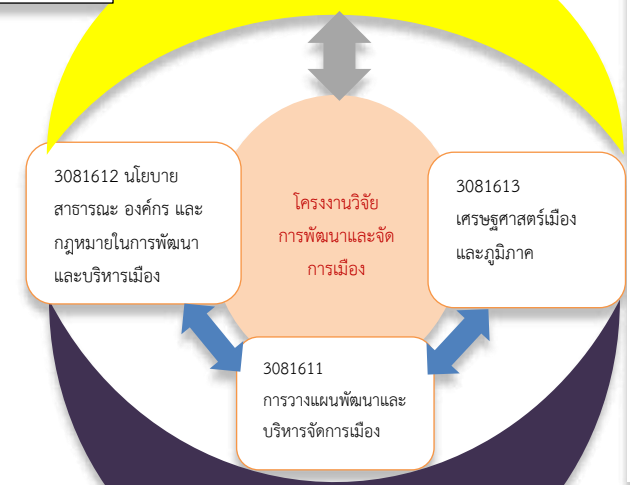 3081612 นโยบาย
สาธารณะ องค์กร และ
กฎหมายในการพัฒนา
และบริหารเมือง
โครงงานวิจัย
การพัฒนาและจัด
การเมือง
3081613
เศรษฐศาสตร์เมือง
และภูมิภาค
3081611
การวางแผนพัฒนาและ
บริหารจัดการเมือง